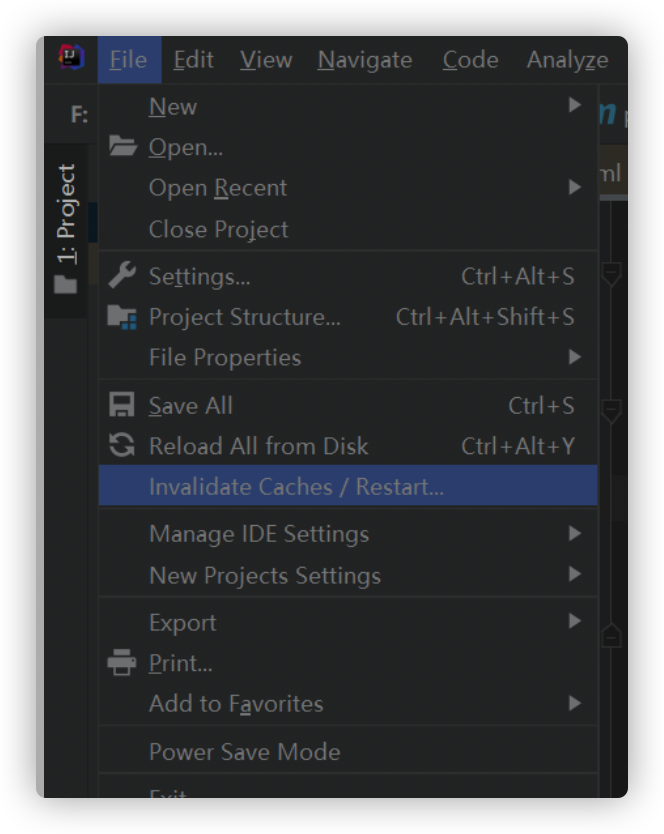 IJ File Edit View Navigate Code Analyze
F:
1: Project
New
Open...
Open Recent
ml
Close Project
Settings... Ctrl+Alt+S
Project Structure... Ctrl+Alt+Shift+S
File Properties
Save All Ctrl+S
Reload All from Disk Ctrl+Alt+Y
Invalidate Caches / Restart...
Manage IDE Settings
New Projects Settings
Export
Print...
Add to Favorites
Power Save Mode
Exit